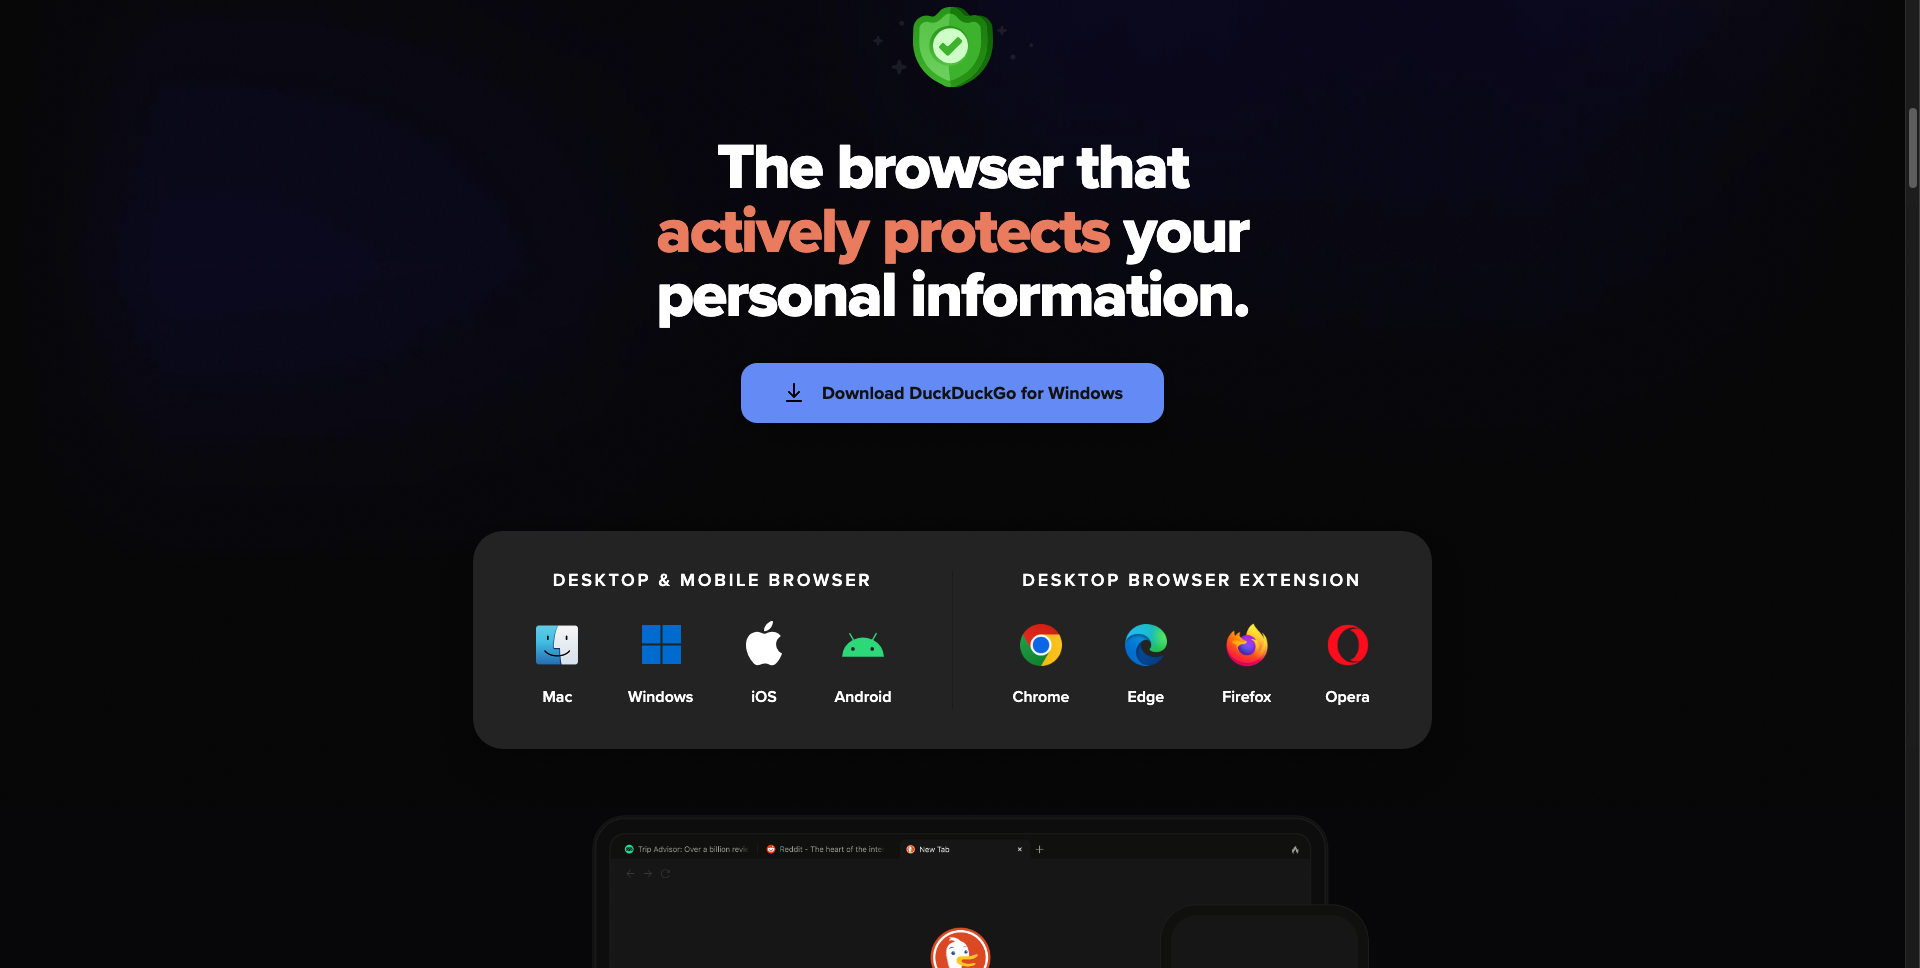 The browser that
actively protects your
personal information.
Download DuckDuckGo for Windows
DESKTOP & MOBILE BROWSER
Mac
Windows
iOS
Android
DESKTOP BROWSER EXTENSION
Chrome
Edge
Firefox
Opera
Trip Advisor: Over a billion revie
Reddit - The heart of the inte
New Tab